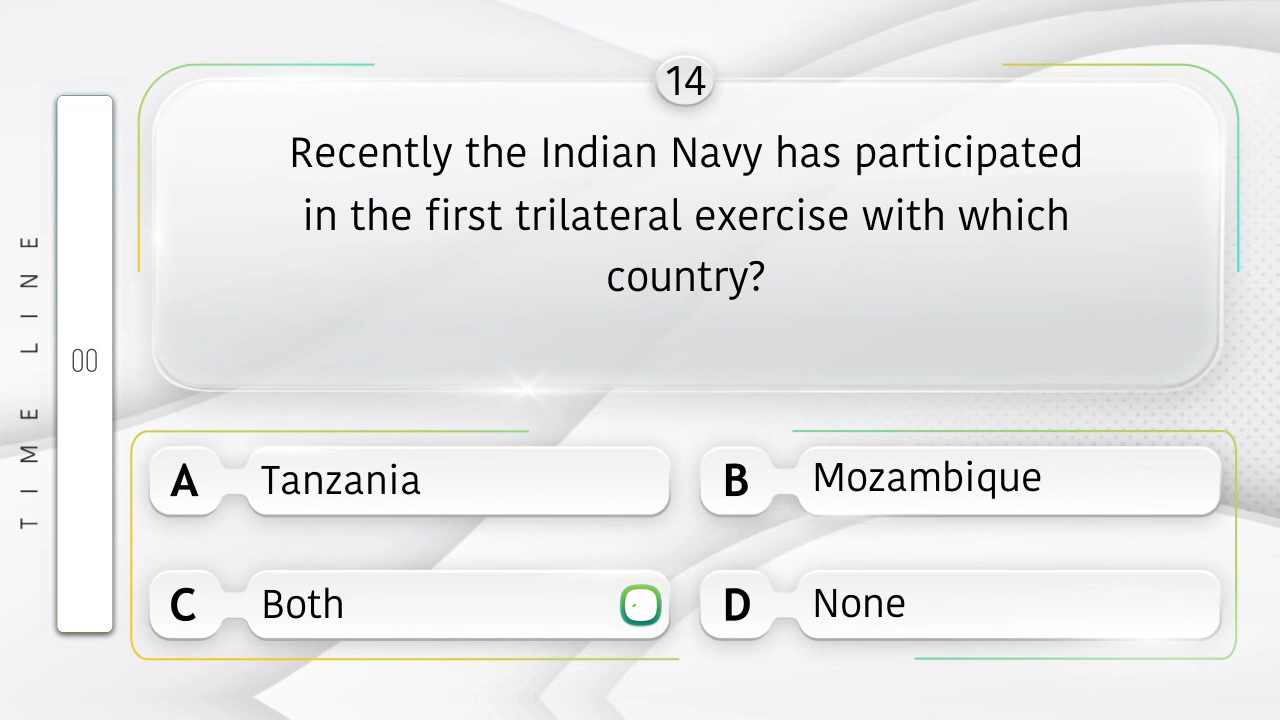 14
Recently the Indian Navy has participated
in the first trilateral exercise with which
country?
TIME LINE
00
A Tanzania
B Mozambique
C Both
D None